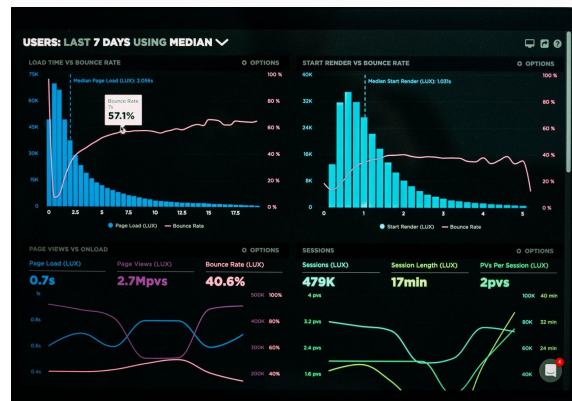 USERS: LAST 7 DAYS USING MEDIAN
LOAD TIME VS BOUNCE RATE
OPTIONS
75K
100 %
Median Page Load (LUX): 2.056s
60K
80 %
Bounce Rate
7s
57.1%
45K
60 %
30K
40 %
15K
20 %
0
0 %
0 2.5 5 7.5 10 12.5 15 17.5
Page Load (LUX) Bounce Rate
START RENDER VS BOUNCE RATE
OPTIONS
40K
100 %
Median Start Render (LUX): 1.031s
32K
80 %
24K
60 %
16K
40 %
8K
20 %
0
0 %
0 1 2 3 4 5
Start Render (LUX) Bounce Rate
PAGE VIEWS VS ONLOAD
OPTIONS
Page Load (LUX) Page Views (LUX) Bounce Rate (LUX)
0.7s 2.7Mpvs 40.6%
1s
500K 100%
0.8s
400K 80%
0.6s
300K 60%
0.4s
200K 40%
SESSIONS
OPTIONS
Sessions (LUX) Session Length (LUX) PVs Per Session (LUX)
479K 17min 2pvs
4 pvs
100K 40 min
3.2 pvs
80K 32 min
2.4 pvs
60K 24 min
1.6 pvs
40K
4